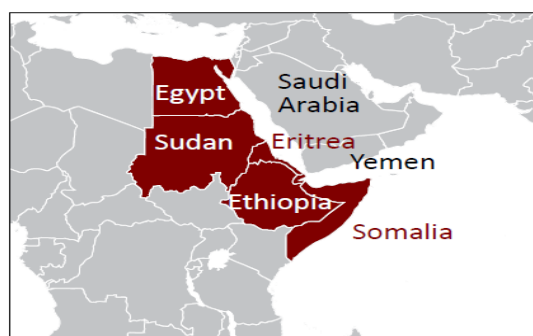 Egypt
Saudi
Arabia
Sudan
Eritrea
Yemen
Ethiopia
Somalia